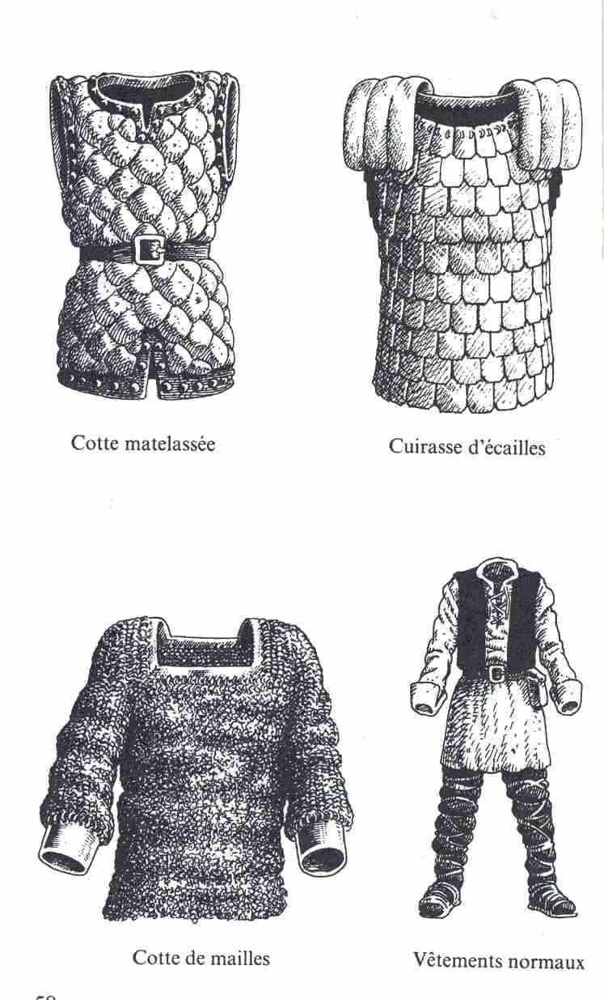 Cotte matelassée
Cuirasse d'écailles
Cotte de mailles
Vêtements normaux